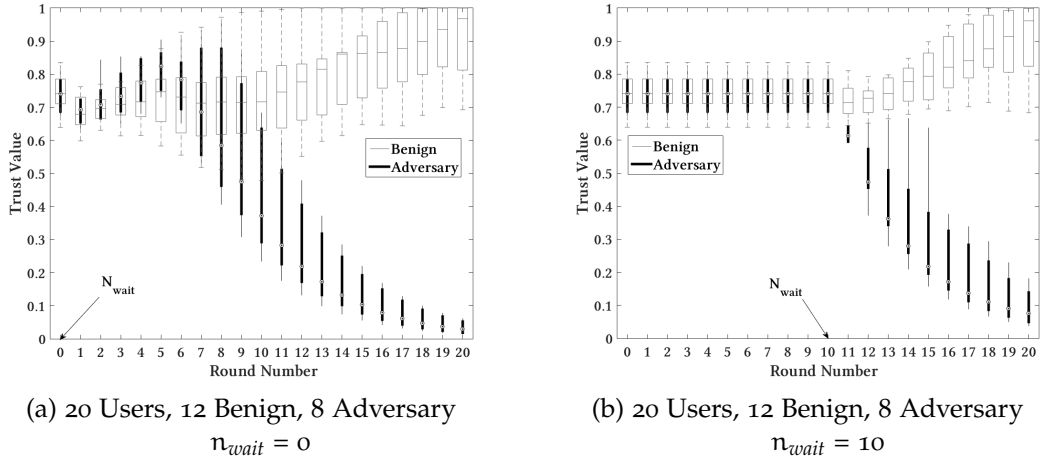 1
0.9
0.8
0.7
0.6
0.5
0.4
0.3
0.2
0.1
0
Trust Value
Benign
Adversary
N_wait
0 1 2 3 4 5 6 7 8 9 10 11 12 13 14 15 16 17 18 19 20
Round Number
(a) 20 Users, 12 Benign, 8 Adversary
n_wait = 0
1
0.9
0.8
0.7
0.6
0.5
0.4
0.3
0.2
0.1
0
Trust Value
Benign
Adversary
N_wait
0 1 2 3 4 5 6 7 8 9 10 11 12 13 14 15 16 17 18 19 20
Round Number
(b) 20 Users, 12 Benign, 8 Adversary
n_wait = 10